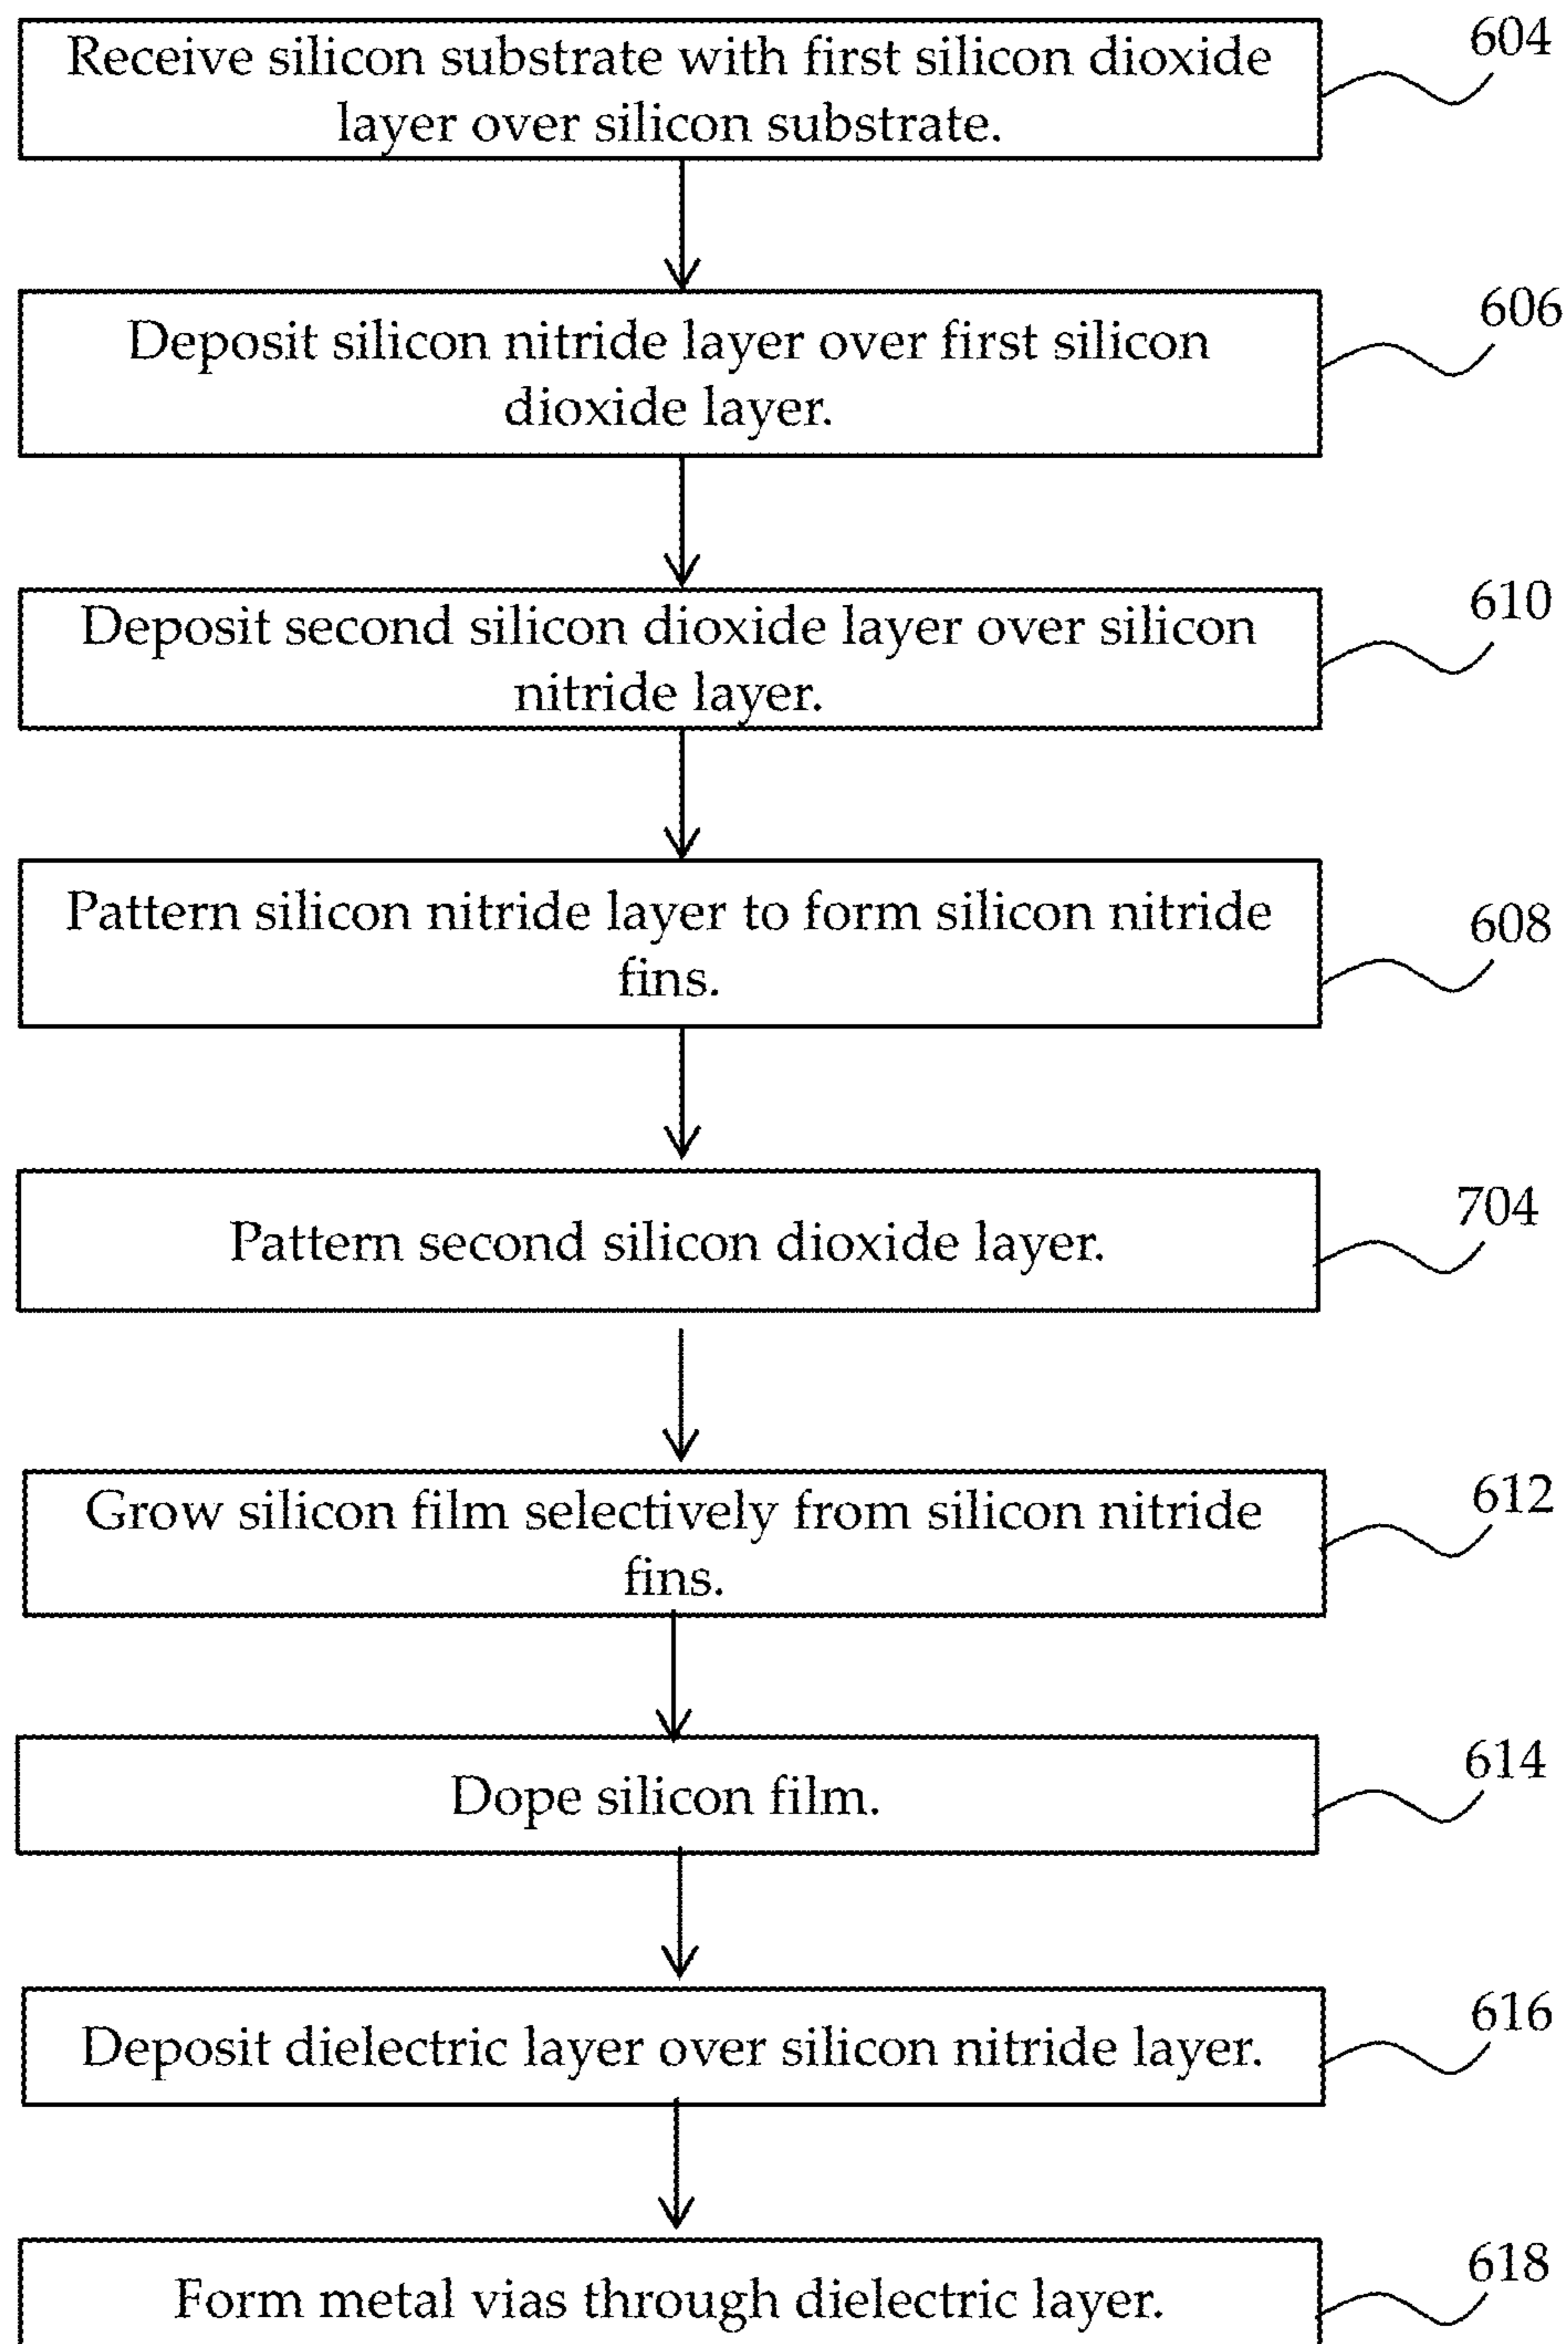 Receive silicon substrate with first silicon dioxide
layer over silicon substrate.
604
Deposit silicon nitride layer over first silicon
dioxide layer.
606
Deposit second silicon dioxide layer over silicon
nitride layer.
610
Pattern silicon nitride layer to form silicon nitride
fins.
608
Pattern second silicon dioxide layer.
704
Grow silicon film selectively from silicon nitride
fins.
612
Dope silicon film.
614
Deposit dielectric layer over silicon nitride layer.
616
Form metal vias through dielectric layer.
618